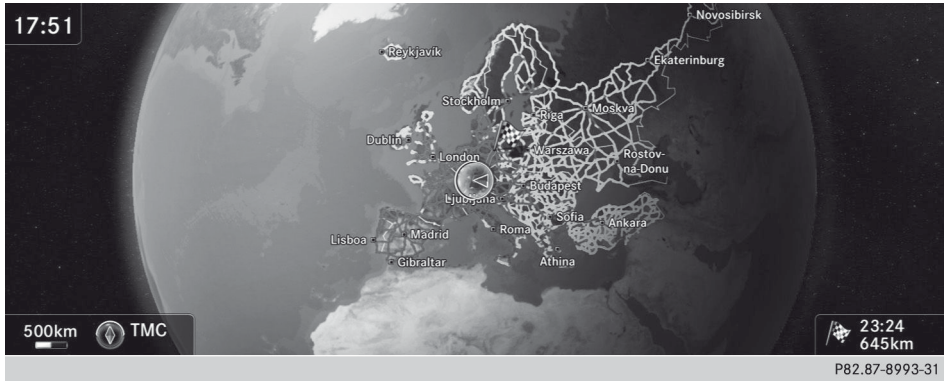 17:51
Novosibirsk
Reykjavík
Ekaterinburg
Stockholm
Moskva
Riga
Dublin
London
Warszawa
Rostov-
na-Donu
Budapest
Ljubljana
Sofia
Ankara
Madrid
Lisboa
Roma
Gibraltar
Athina
500km
TMC
23:24
645km
P82.87-8993-31